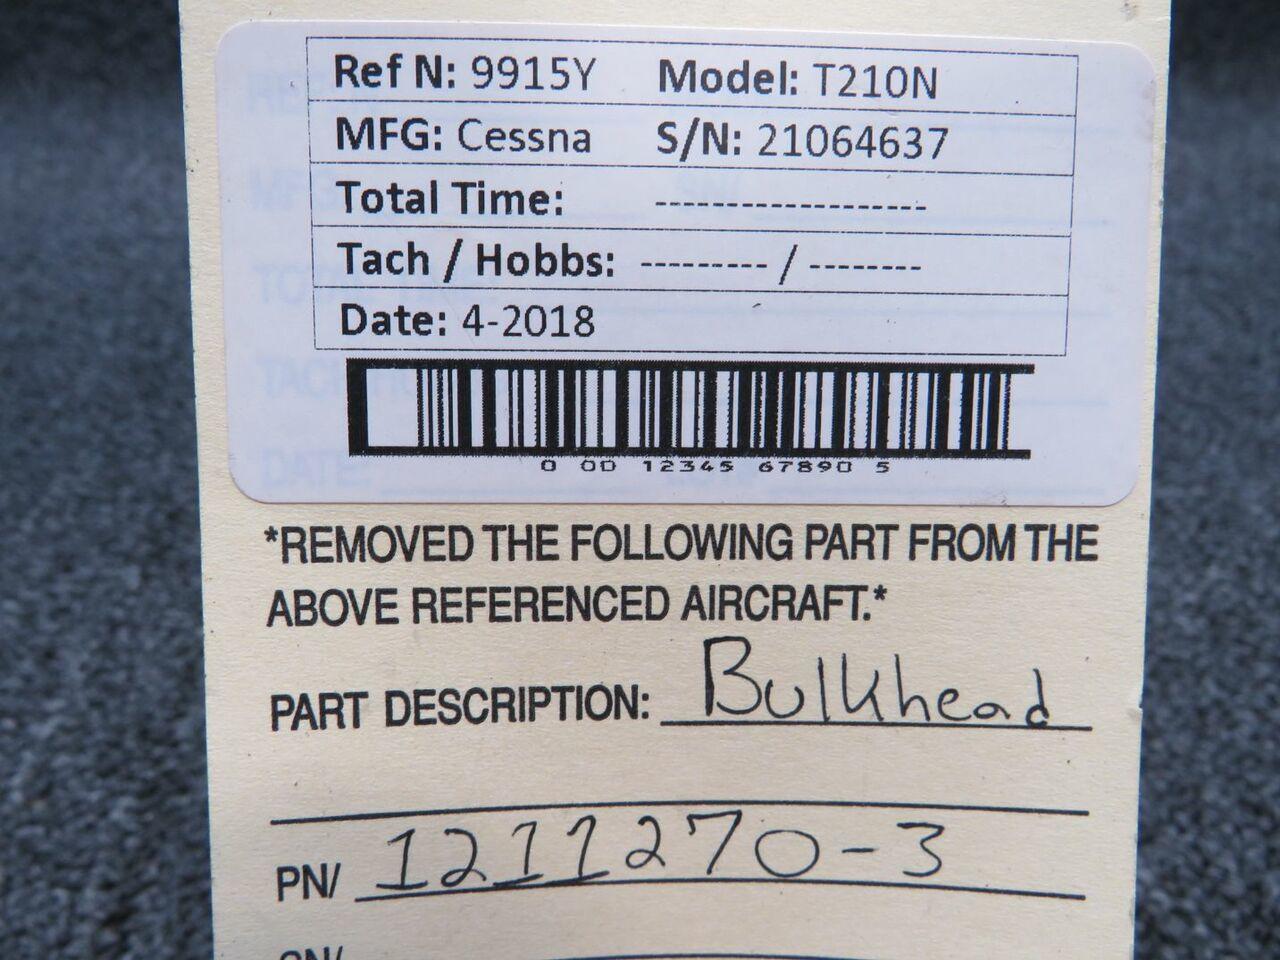 Ref N: 9915Y Model: T210N
MFG: Cessna S/N: 21064637
Total Time: -------------------
Tach / Hobbs: --------- / --------
Date: 4-2018
0 00 12345 67890 5
*REMOVED THE FOLLOWING PART FROM THE
ABOVE REFERENCED AIRCRAFT.*
PART DESCRIPTION: Bulkhead
PN/ 1211270-3